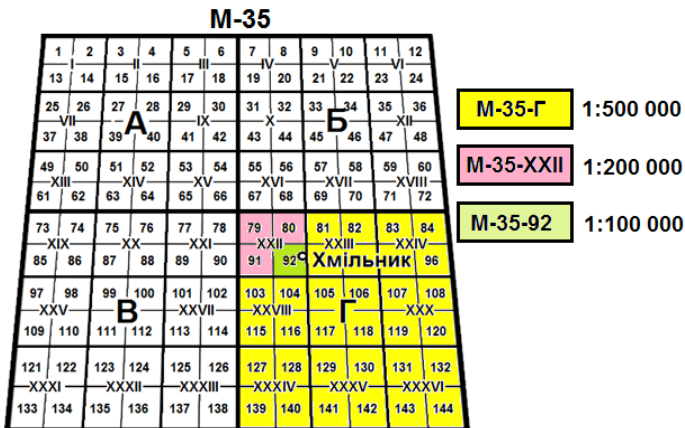 М-35
1 2 3 4 5 6 7 8 9 10 11 12
I II III IV V VI
13 14 15 16 17 18 19 20 21 22 23 24
25 26 27 28 29 30 31 32 33 34 35 36
VII А IX X Б XII
37 38 39 40 41 42 43 44 45 46 47 48
49 50 51 52 53 54 55 56 57 58 59 60
XIII XIV XV XVI XVII XVIII
61 62 63 64 65 66 67 68 69 70 71 72
73 74 75 76 77 78 79 80 81 82 83 84
XIX XX XXI XXII XXIII XXIV
85 86 87 88 89 90 91 92 Хмільник 96
97 98 99 100 101 102 103 104 105 106 107 108
XXV В XXVII XXVIII Г XXX
109 110 111 112 113 114 115 116 117 118 119 120
121 122 123 124 125 126 127 128 129 130 131 132
XXXI XXXII XXXIII XXXIV XXXV XXXVI
133 134 135 136 137 138 139 140 141 142 143 144
М-35-Г 1:500 000
М-35-XXII 1:200 000
М-35-92 1:100 000